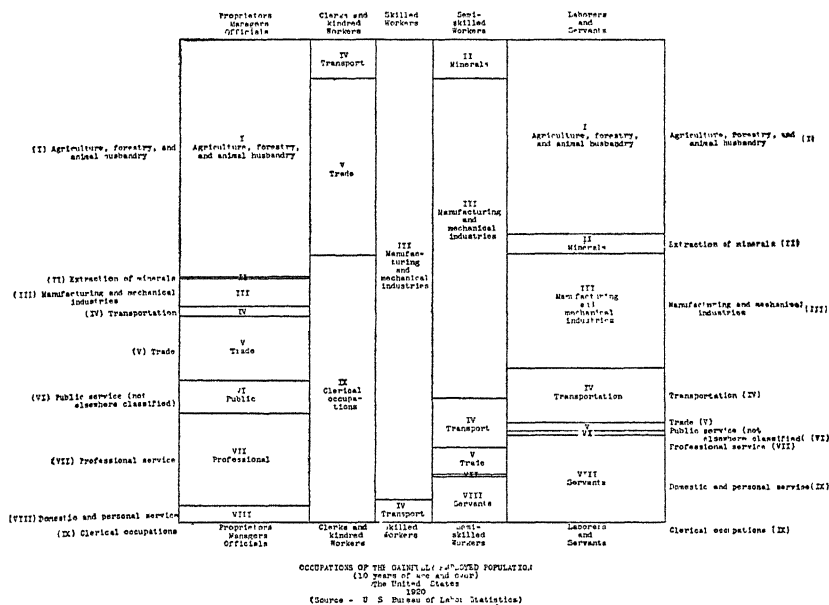 Proprietors
Managers
Officials
Clerks and
kindred
Workers
Skilled
Workers
Semi-
skilled
Workers
Laborers
and
Servants
(I) Agriculture, forestry, and
animal husbandry
(II) Extraction of minerals
(III) Manufacturing and mechanical
industries
(IV) Transportation
(V) Trade
(VI) Public service (not
elsewhere classified)
(VII) Professional service
(VIII) Domestic and personal service
(IX) Clerical occupations
I
Agriculture, forestry,
and animal husbandry
II
III
IV
V
Trade
VI
Public
VII
Professional
VIII
IV
Transport
V
Trade
IX
Clerical
occupa-
tions
III
Manufac-
turing
and
mechanical
industries
IV
Transport
II
Minerals
III
Manufacturing
and
mechanical
industries
IV
Transport
V
Trade
VIII
Servants
I
Agriculture, forestry,
and animal husbandry
II
Minerals
III
Manufacturing
and
mechanical
industries
IV
Transportation
V
VI
VIII
Servants
Agriculture, forestry, and
animal husbandry (I)
Extraction of minerals (II)
Manufacturing and mechanical
industries (III)
Transportation (IV)
Trade (V)
Public service (not
elsewhere classified( (VI)
Professional service (VII)
Domestic and personal service(IX)
Clerical occupations (IX)
Proprietors
Managers
Officials
Clerks and
kindred
Workers
Skilled
Workers
Semi-
skilled
Workers
Laborers
and
Servants
OCCUPATIONS OF THE GAINFULLY EMPLOYED POPULATION
(10 years of age and over)
The United States
1920
(Source - U S Bureau of Labor Statistics)